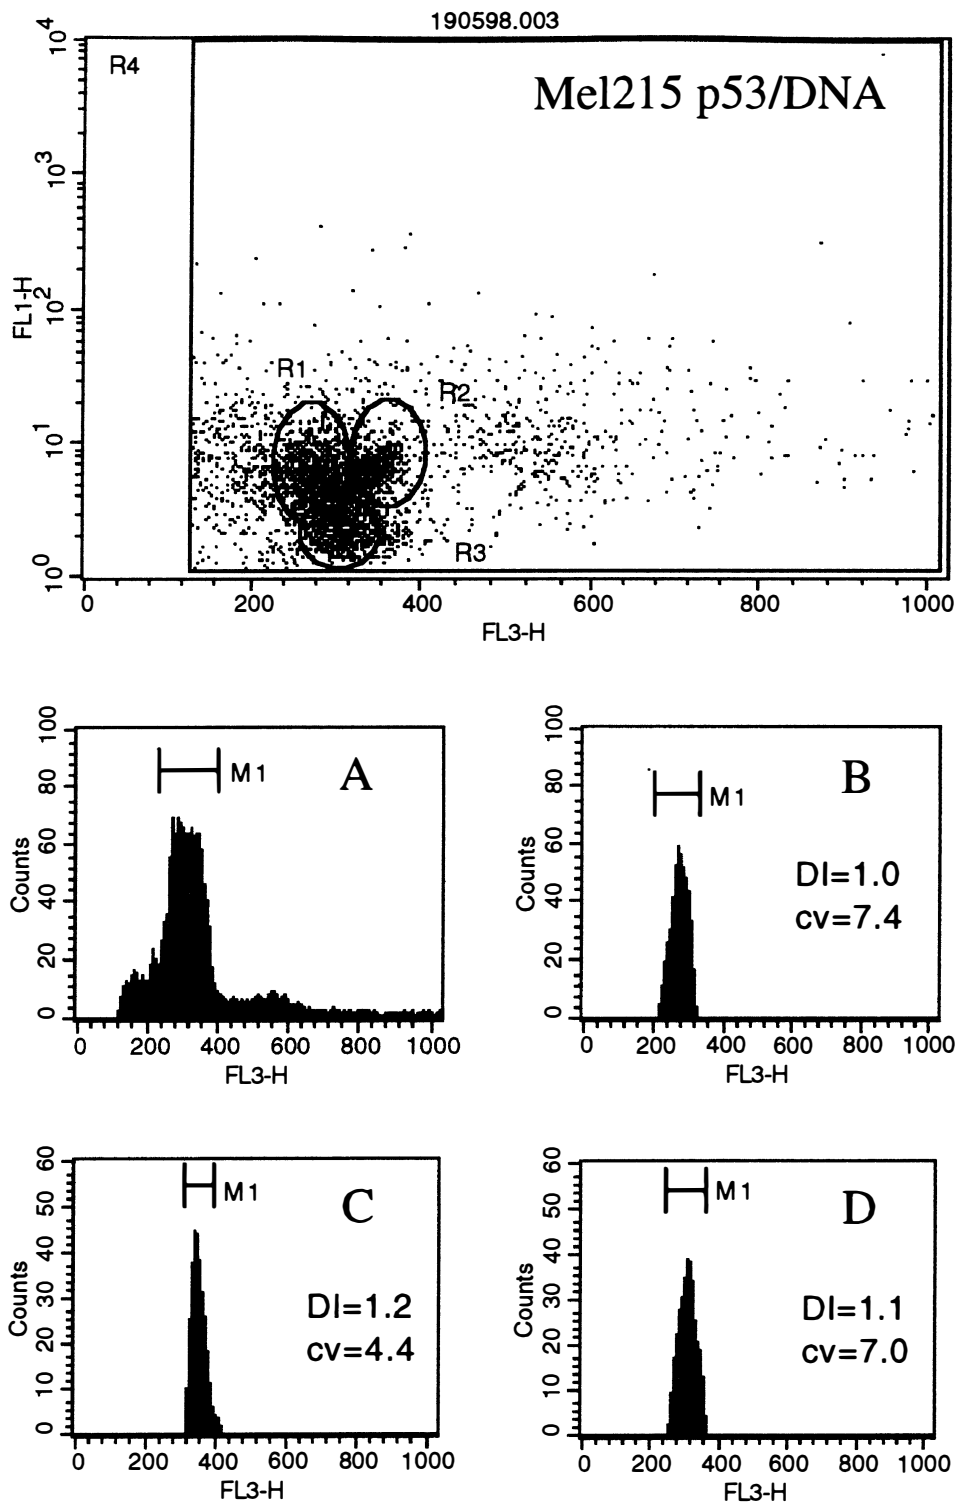 190598.003
R4
Mel215 p53/DNA
10^4
10^3
10^2
10^1
10^0
FL1-H
R1
R2
R3
0 200 400 600 800 1000
FL3-H
100
80
60
40
20
0
Counts
M1
A
0 200 400 600 800 1000
FL3-H
100
80
60
40
20
0
Counts
M1
B
DI=1.0
cv=7.4
0 200 400 600 800 1000
FL3-H
60
50
40
30
20
10
0
Counts
M1
C
DI=1.2
cv=4.4
0 200 400 600 800 1000
FL3-H
60
50
40
30
20
10
0
Counts
M1
D
DI=1.1
cv=7.0
0 200 400 600 800 1000
FL3-H